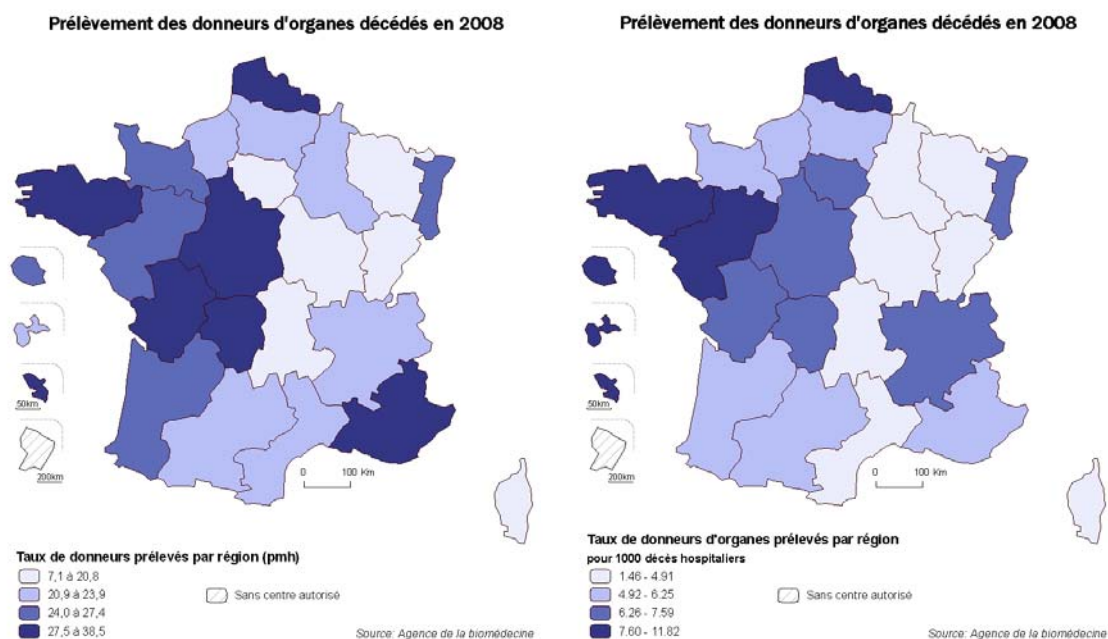 Prélèvement des donneurs d'organes décédés en 2008
50km
200km
0 100 Km
Taux de donneurs prélevés par région (pmh)
7,1 à 20,8
20,9 à 23,9
24,0 à 27,4
27,5 à 38,5
Sans centre autorisé
Source: Agence de la biomédecine
Prélèvement des donneurs d'organes décédés en 2008
50km
200km
0 100 Km
Taux de donneurs d'organes prélevés par région
pour 1000 décès hospitaliers
1.46 - 4.91
4.92 - 6.25
6.26 - 7.59
7.60 - 11.82
Sans centre autorisé
Source: Agence de la biomédecine